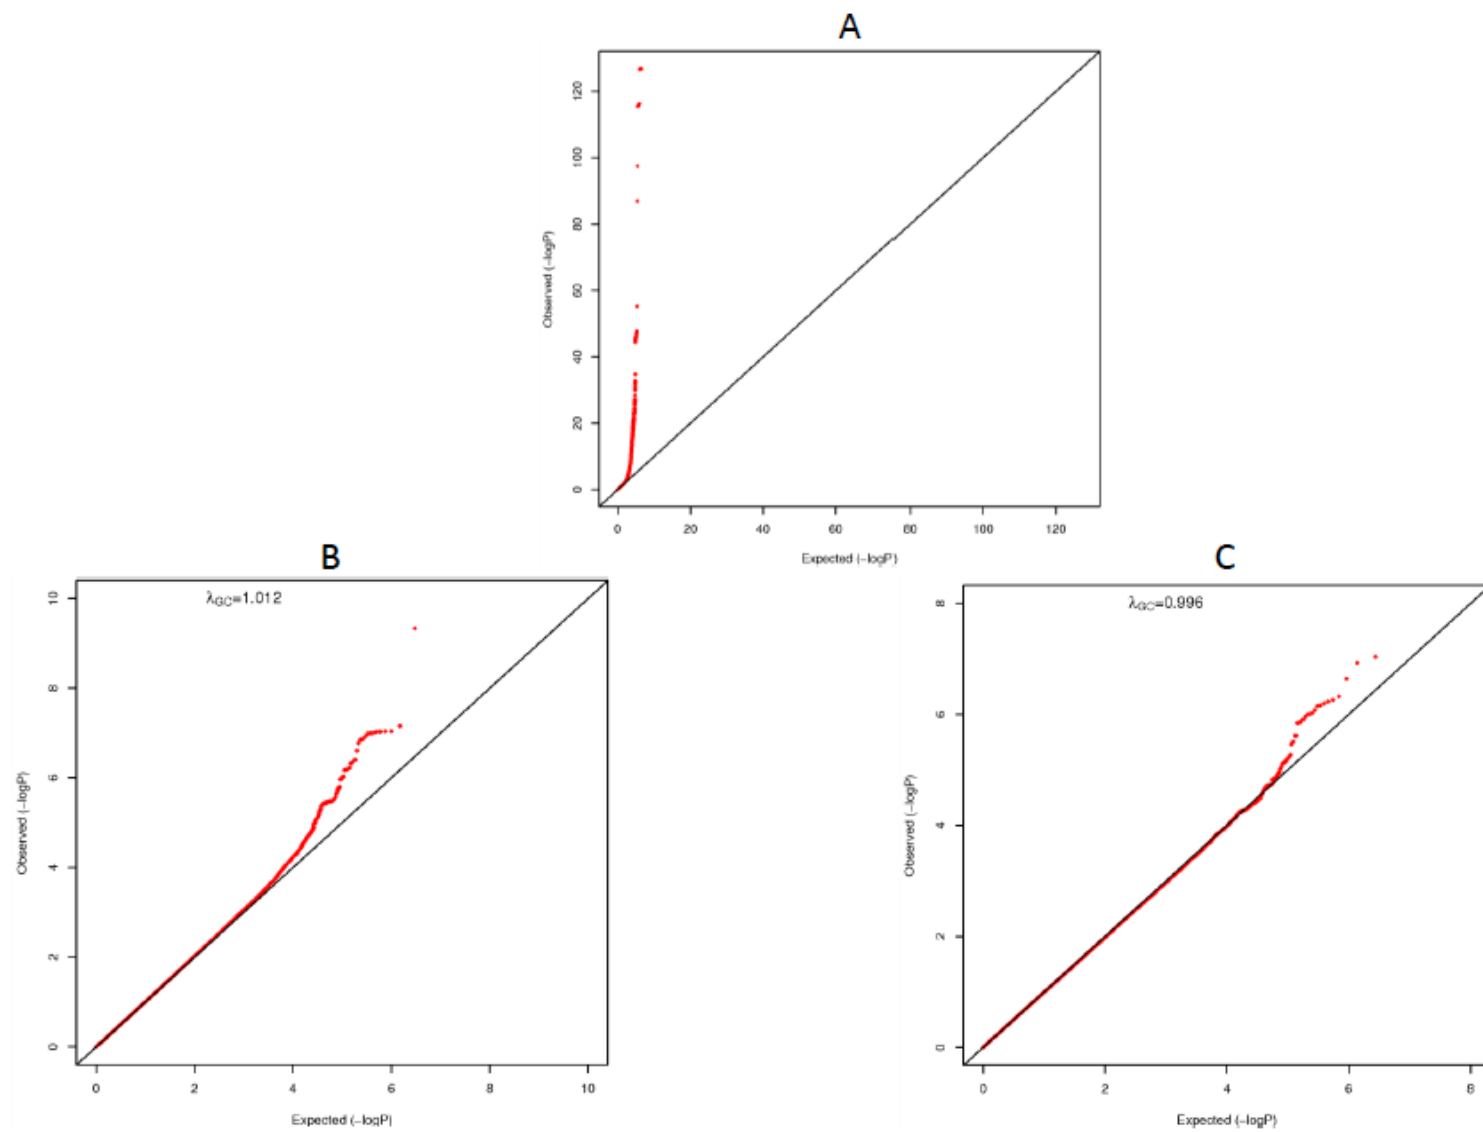 A
120
100
80
60
40
20
0
Observed (−logP)
0 20 40 60 80 100 120
Expected (−logP)
B
λGC=1.012
10
8
6
4
2
0
Observed (−logP)
0 2 4 6 8 10
Expected (−logP)
C
λGC=0.996
8
6
4
2
0
Observed (−logP)
0 2 4 6 8
Expected (−logP)